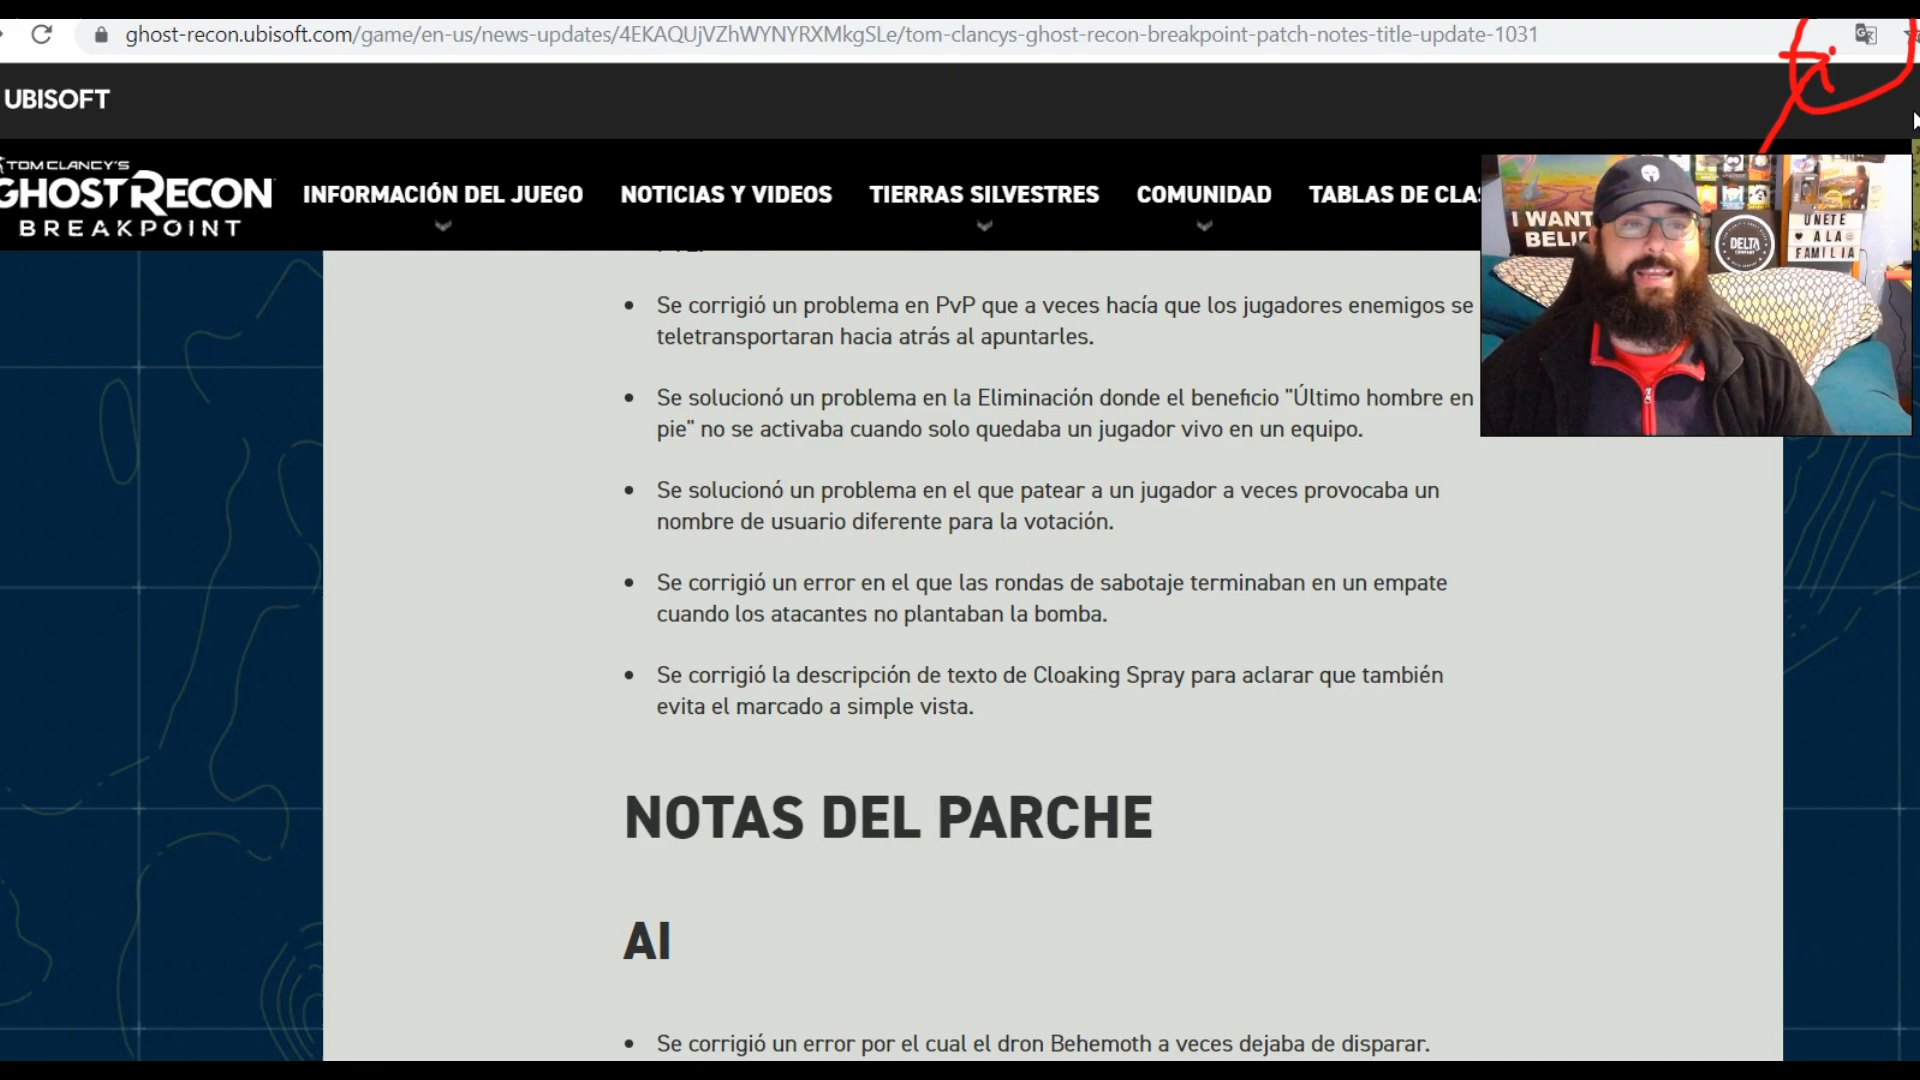 ghost-recon.ubisoft.com/game/en-us/news-updates/4EKAQUjVZhWYNYRXMkgSLe/tom-clancys-ghost-recon-breakpoint-patch-notes-title-update-1031
UBISOFT
TOM CLANCY'S
GHOST RECON
BREAKPOINT
INFORMACIÓN DEL JUEGO NOTICIAS Y VIDEOS TIERRAS SILVESTRES COMUNIDAD TABLAS DE CLAS
I WANT
BELI
DELTA
COMPANY
UNETE
A LA
FAMILIA
• Se corrigió un problema en PvP que a veces hacía que los jugadores enemigos se
teletransportaran hacia atrás al apuntarles.
• Se solucionó un problema en la Eliminación donde el beneficio "Último hombre en
pie" no se activaba cuando solo quedaba un jugador vivo en un equipo.
• Se solucionó un problema en el que patear a un jugador a veces provocaba un
nombre de usuario diferente para la votación.
• Se corrigió un error en el que las rondas de sabotaje terminaban en un empate
cuando los atacantes no plantaban la bomba.
• Se corrigió la descripción de texto de Cloaking Spray para aclarar que también
evita el marcado a simple vista.
NOTAS DEL PARCHE
AI
• Se corrigió un error por el cual el dron Behemoth a veces dejaba de disparar.